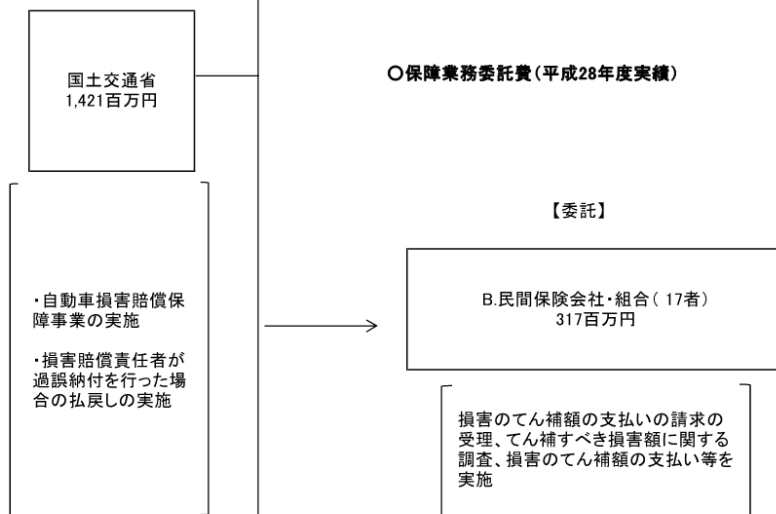 国土交通省
1,421百万円
○保障業務委託費(平成28年度実績)
・自動車損害賠償保
障事業の実施
・損害賠償責任者が
過誤納付を行った場
合の払戻しの実施
【委託】
B.民間保険会社・組合( 17者)
317百万円
損害のてん補額の支払いの請求の
受理、てん補すべき損害額に関する
調査、損害のてん補額の支払い等を
実施